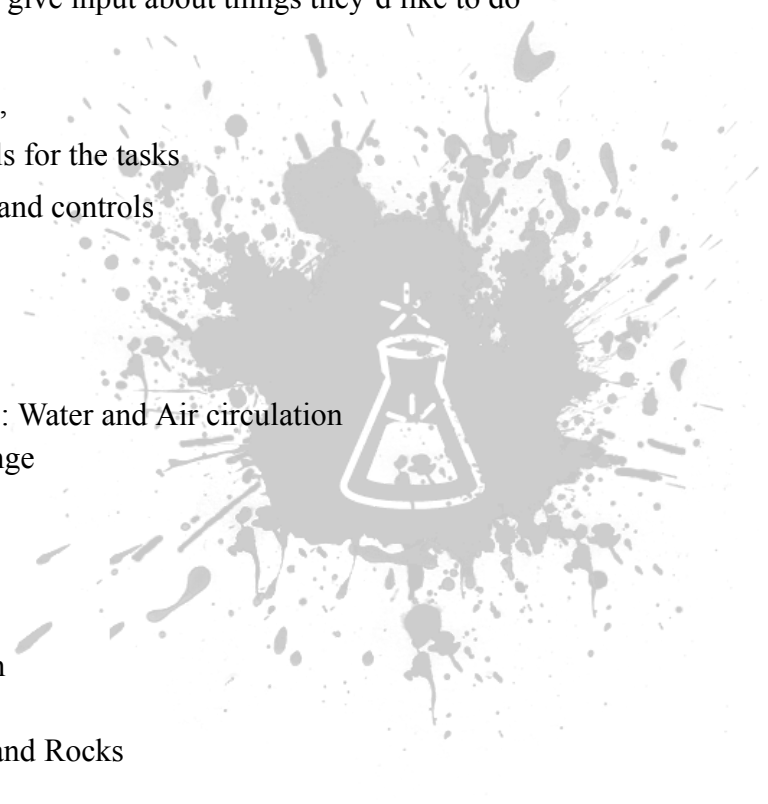 give input about things they’d like to do
’
ls for the tasks
and controls
: Water and Air circulation
nge
n
and Rocks